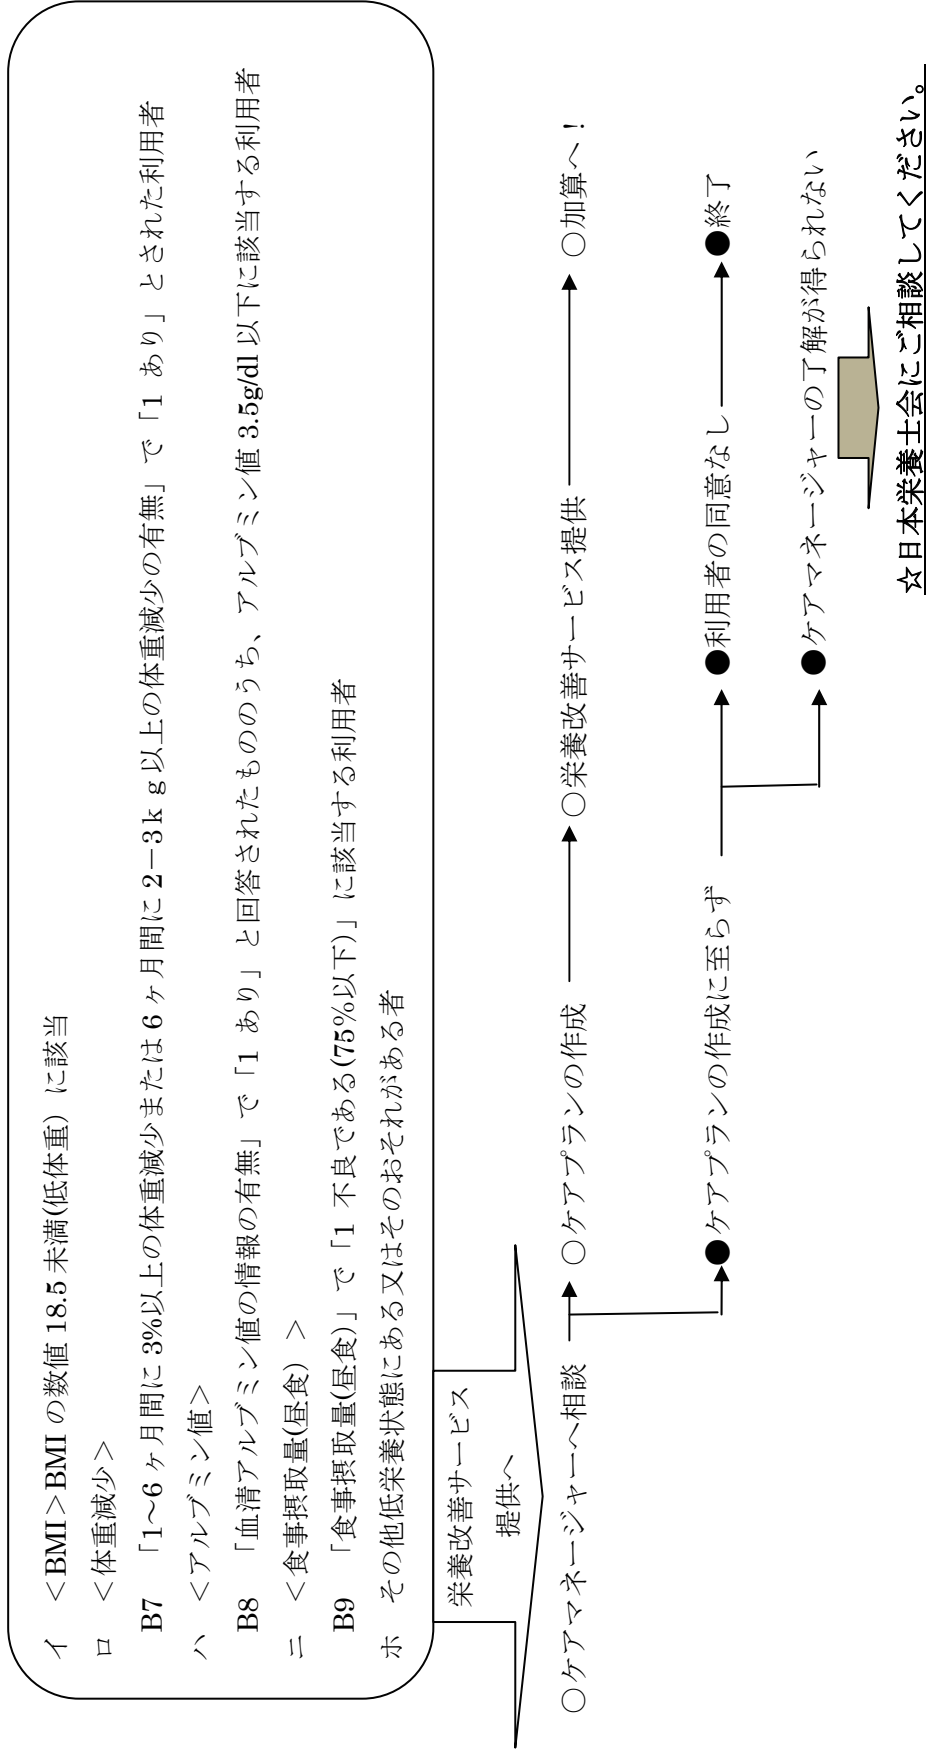 イ ＜BMI＞BMI の数値 18.5 未満(低体重）に該当
ロ ＜体重減少＞
B7 「1～6 ヶ月間に 3%以上の体重減少または 6 ヶ月間に 2－3ｋｇ以上の体重減少の有無」で「1 あり」とされた利用者
ハ ＜アルブミン値＞
B8 「血清アルブミン値の情報の有無」で「1 あり」と回答されたもののうち、アルブミン値 3.5g/dl 以下に該当する利用者
ニ ＜食事摂取量(昼食）＞
B9 「食事摂取量(昼食)」で「1 不良である(75%以下)」に該当する利用者
ホ その他低栄養状態にある又はそのおそれがある者
栄養改善サービス
提供へ
○ケアマネージャーへ相談 ○ケアプランの作成 ○栄養改善サービス提供 ○加算へ！
●ケアプランの作成に至らず ●利用者の同意なし ●終了
●ケアマネージャーの了解が得られない
☆日本栄養士会にご相談してください。